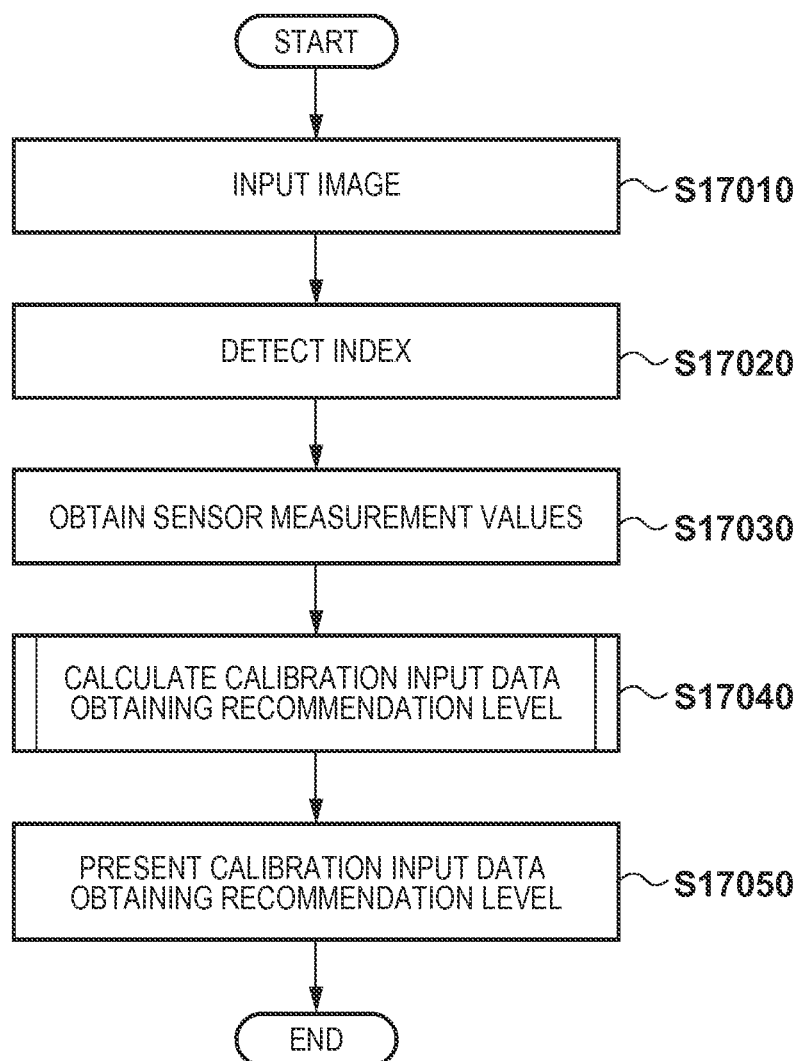 START
INPUT IMAGE
S17010
DETECT INDEX
S17020
OBTAIN SENSOR MEASUREMENT VALUES
S17030
CALCULATE CALIBRATION INPUT DATA
OBTAINING RECOMMENDATION LEVEL
S17040
PRESENT CALIBRATION INPUT DATA
OBTAINING RECOMMENDATION LEVEL
S17050
END